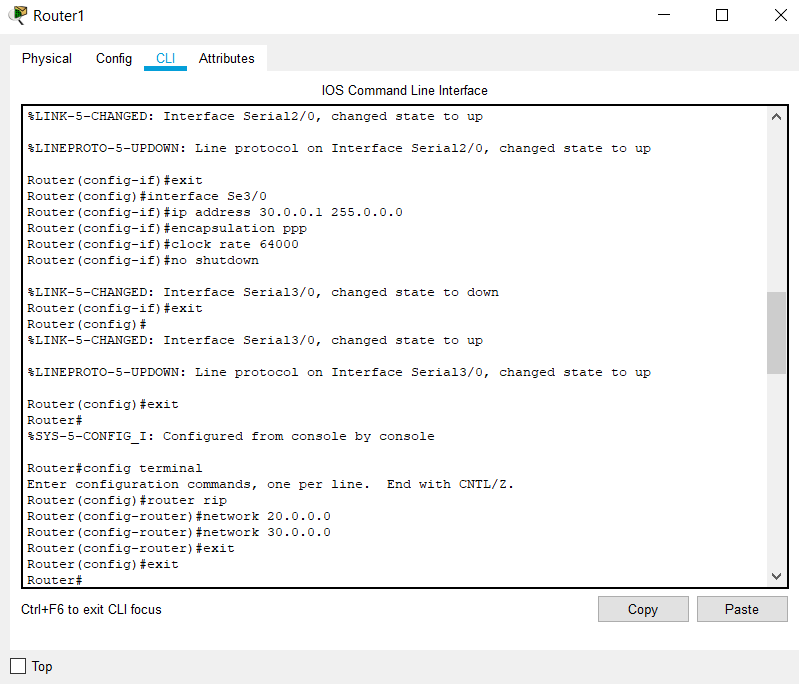 Router1
Physical Config CLI Attributes
IOS Command Line Interface
%LINK-5-CHANGED: Interface Serial2/0, changed state to up
%LINEPROTO-5-UPDOWN: Line protocol on Interface Serial2/0, changed state to up
Router(config-if)#exit
Router(config)#interface Se3/0
Router(config-if)#ip address 30.0.0.1 255.0.0.0
Router(config-if)#encapsulation ppp
Router(config-if)#clock rate 64000
Router(config-if)#no shutdown
%LINK-5-CHANGED: Interface Serial3/0, changed state to down
Router(config-if)#exit
Router(config)#
%LINK-5-CHANGED: Interface Serial3/0, changed state to up
%LINEPROTO-5-UPDOWN: Line protocol on Interface Serial3/0, changed state to up
Router(config)#exit
Router#
%SYS-5-CONFIG_I: Configured from console by console
Router#config terminal
Enter configuration commands, one per line.  End with CNTL/Z.
Router(config)#router rip
Router(config-router)#network 20.0.0.0
Router(config-router)#network 30.0.0.0
Router(config-router)#exit
Router(config)#exit
Router#
Ctrl+F6 to exit CLI focus
Copy Paste
Top